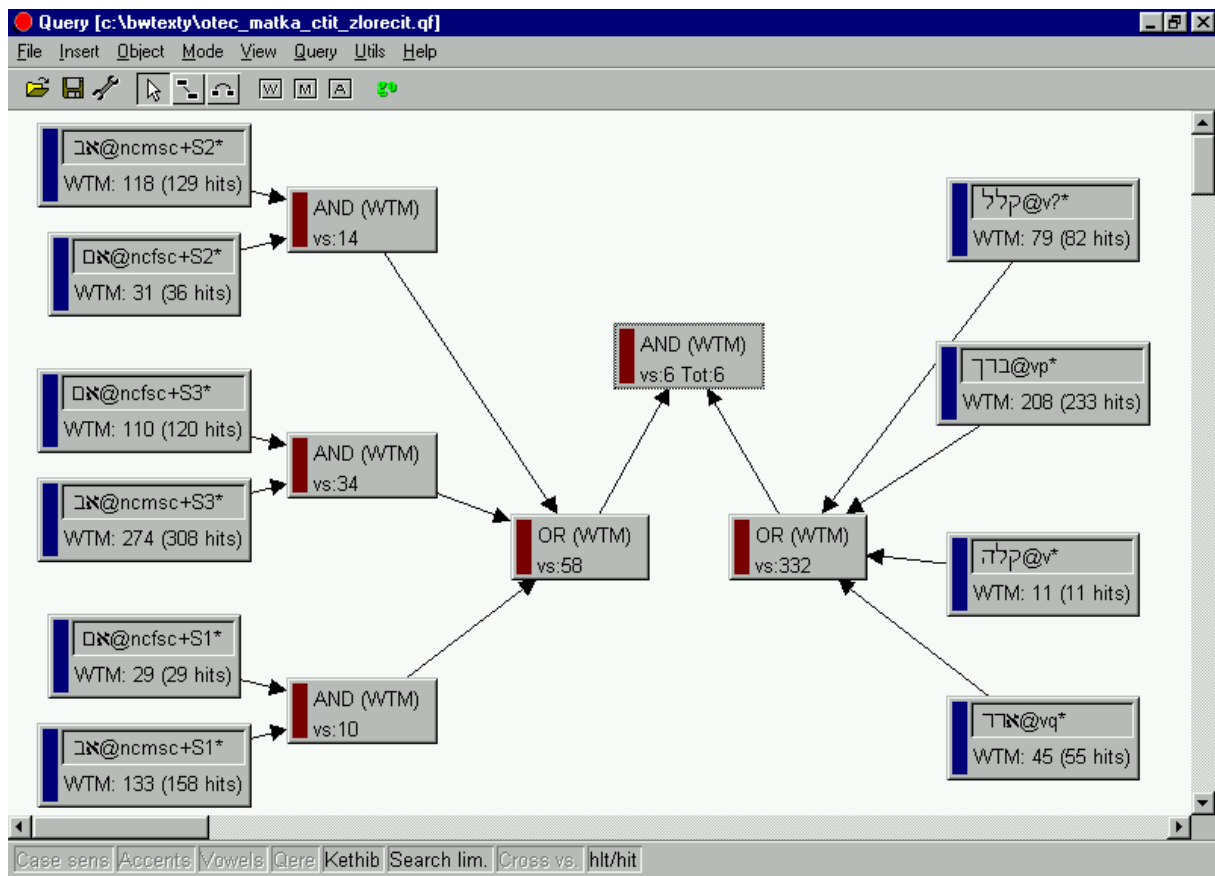 Query [c:\bwtexty\otec_matka_ctit_zlorecit.qf]
File Insert Object Mode View Query Utils Help
W M A go
אב@ncmsc+S2*
WTM: 118 (129 hits)
AND (WTM)
vs:14
אם@ncfsc+S2*
WTM: 31 (36 hits)
קלל@v?*
WTM: 79 (82 hits)
AND (WTM)
vs:6 Tot:6
ברך@vp*
WTM: 208 (233 hits)
אם@ncfsc+S3*
WTM: 110 (120 hits)
AND (WTM)
vs:34
אב@ncmsc+S3*
WTM: 274 (308 hits)
OR (WTM)
vs:58
OR (WTM)
vs:332
קלה@v*
WTM: 11 (11 hits)
אם@ncfsc+S1*
WTM: 29 (29 hits)
AND (WTM)
vs:10
אב@ncmsc+S1*
WTM: 133 (158 hits)
ארר@vq*
WTM: 45 (55 hits)
Case sens Accents Vowels Qere Kethib Search lim. Cross vs. hlt/hit